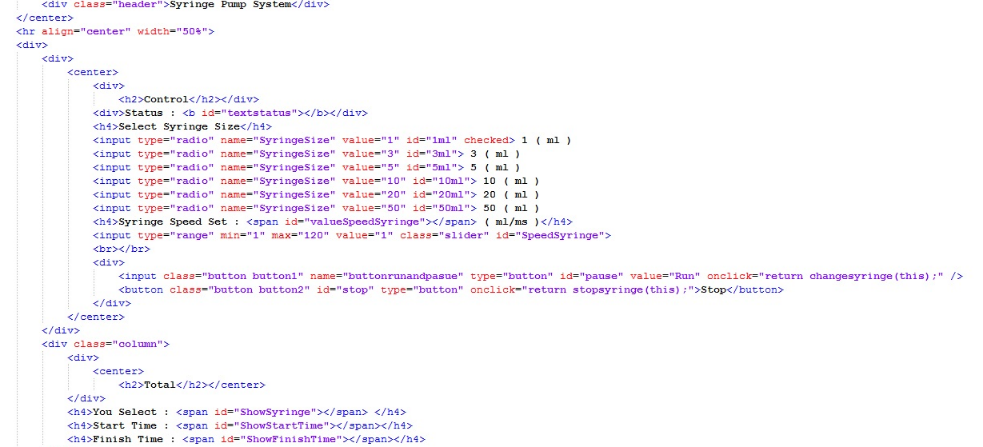 <div class="header">Syringe Pump System</div>
</center>
<hr align="center" width="50%">
<div>
<div>
<center>
<div>
<h2>Control</h2></div>
<div>Status : <b id="textstatus"></b></div>
<h4>Select Syringe Size</h4>
<input type="radio" name="SyringeSize" value="1" id="1ml" checked> 1 ( ml )
<input type="radio" name="SyringeSize" value="3" id="3ml"> 3 ( ml )
<input type="radio" name="SyringeSize" value="5" id="5ml"> 5 ( ml )
<input type="radio" name="SyringeSize" value="10" id="10ml"> 10 ( ml )
<input type="radio" name="SyringeSize" value="20" id="20ml"> 20 ( ml )
<input type="radio" name="SyringeSize" value="50" id="50ml"> 50 ( ml )
<h4>Syringe Speed Set : <span id="valueSpeedSyringe"></span> ( ml/ms )</h4>
<input type="range" min="1" max="120" value="1" class="slider" id="SpeedSyringe">
<br></br>
<div>
<input class="button button1" name="buttonrunandpasue" type="button" id="pause" value="Run" onclick="return changesyringe(this);" />
<button class="button button2" id="stop" type="button" onclick="return stopsyringe(this);">Stop</button>
</div>
</center>
</div>
<div class="column">
<div>
<center>
<h2>Total</h2></center>
</div>
<h4>You Select : <span id="ShowSyringe"></span> </h4>
<h4>Start Time : <span id="ShowStartTime"></span></h4>
<h4>Finish Time : <span id="ShowFinishTime"></span></h4>